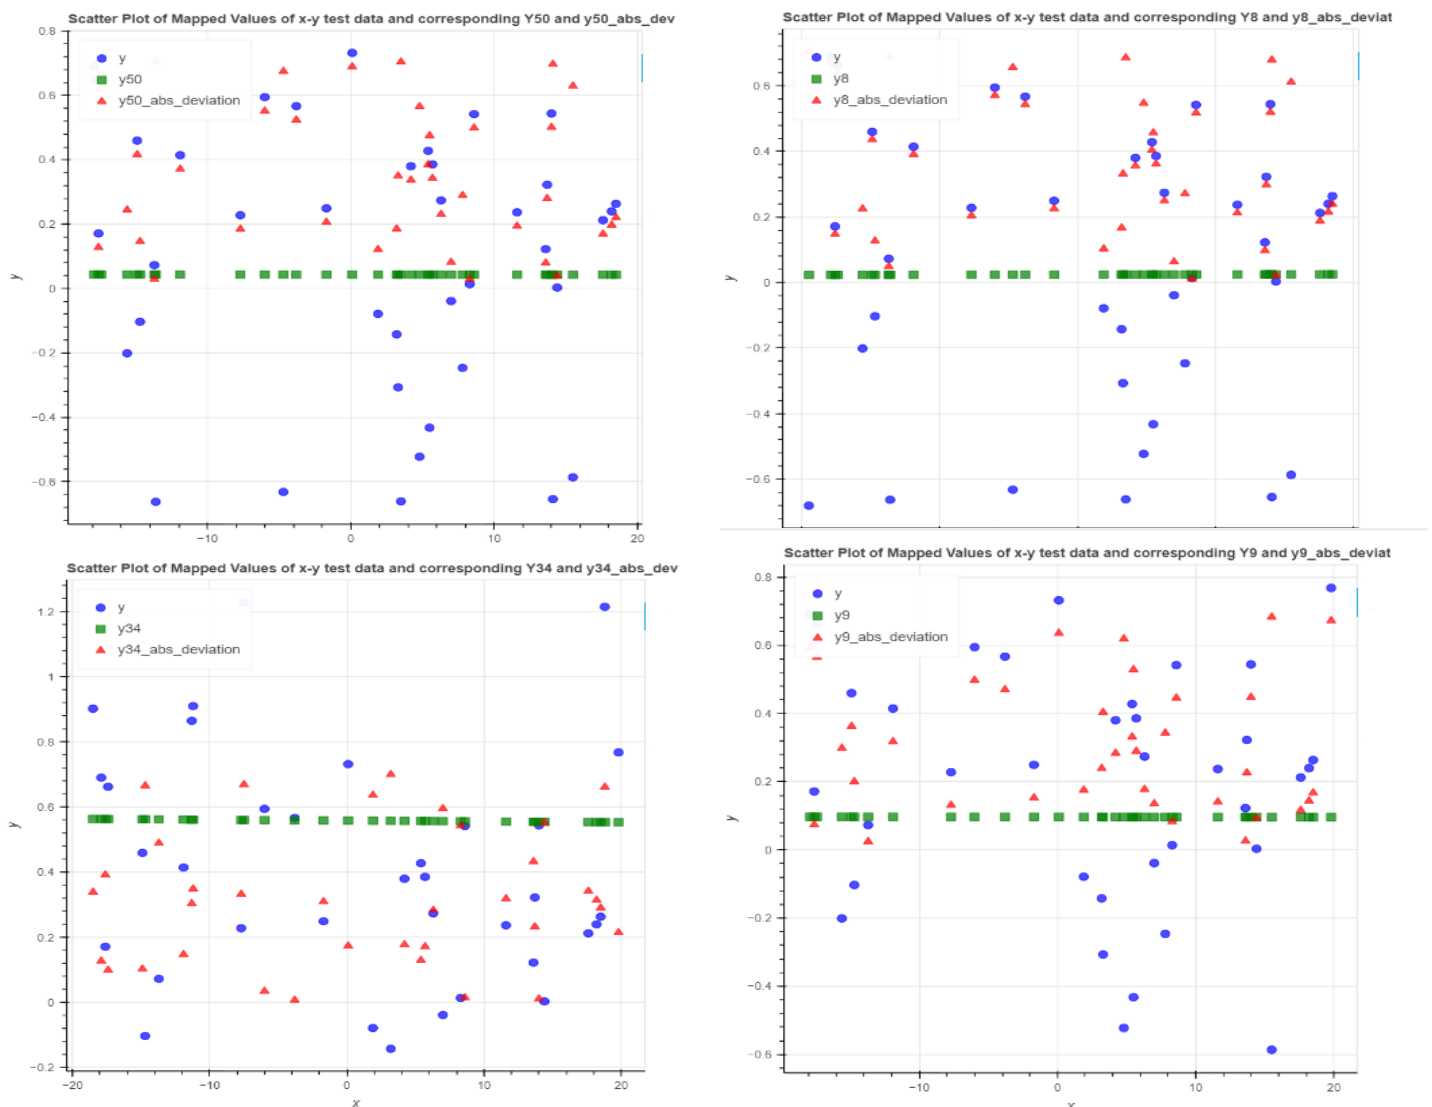 Scatter Plot of Mapped Values of x-y test data and corresponding Y50 and y50_abs_dev
0.8
0.6
0.4
0.2
0
−0.2
−0.4
−0.6
y
y
y50
y50_abs_deviation
−10
0
10
20
Scatter Plot of Mapped Values of x-y test data and corresponding Y8 and y8_abs_deviat
0.6
0.4
0.2
0
−0.2
−0.4
−0.6
y
y
y8
y8_abs_deviation
Scatter Plot of Mapped Values of x-y test data and corresponding Y34 and y34_abs_dev
1.2
1
0.8
0.6
0.4
0.2
0
−0.2
y
y
y34
y34_abs_deviation
−20
−10
0
10
20
x
Scatter Plot of Mapped Values of x-y test data and corresponding Y9 and y9_abs_deviat
0.8
0.6
0.4
0.2
0
−0.2
−0.4
−0.6
y
y
y9
y9_abs_deviation
−10
0
10
20
x